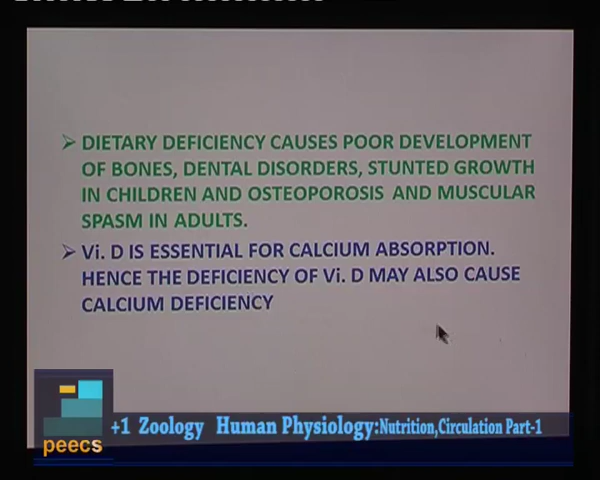 DIETARY DEFICIENCY CAUSES POOR DEVELOPMENT
OF BONES, DENTAL DISORDERS, STUNTED GROWTH
IN CHILDREN AND OSTEOPOROSIS AND MUSCULAR
SPASM IN ADULTS.
Vi. D IS ESSENTIAL FOR CALCIUM ABSORPTION.
HENCE THE DEFICIENCY OF Vi. D MAY ALSO CAUSE
CALCIUM DEFICIENCY
peecs
+1 Zoology Human Physiology:Nutrition,Circulation Part-1